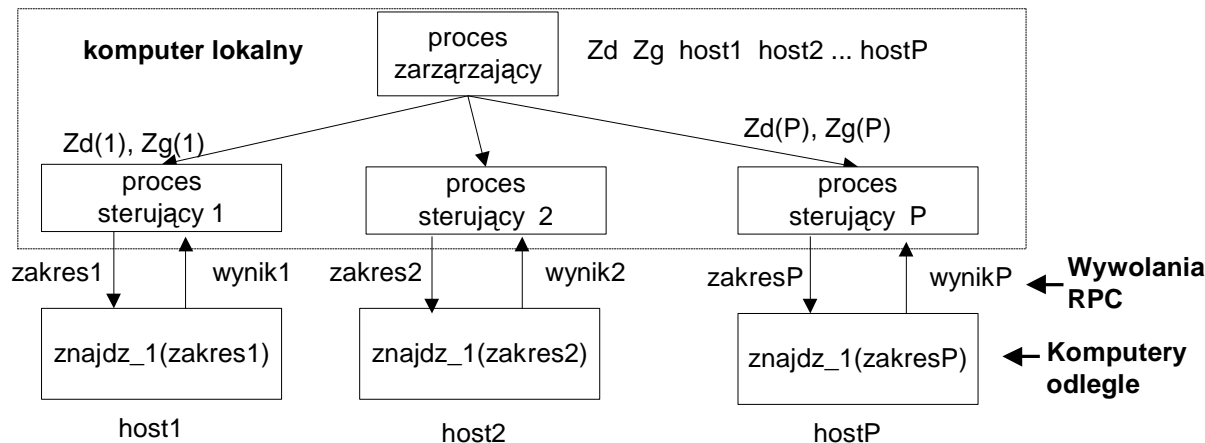 komputer lokalny
proces
zarząrzający
Zd Zg host1 host2 ... hostP
Zd(1), Zg(1)
Zd(P), Zg(P)
proces
sterujący 1
proces
sterujący 2
proces
sterujący P
zakres1
wynik1
zakres2
wynik2
zakresP
wynikP
Wywolania
RPC
znajdz_1(zakres1)
znajdz_1(zakres2)
znajdz_1(zakresP)
Komputery
odlegle
host1
host2
hostP